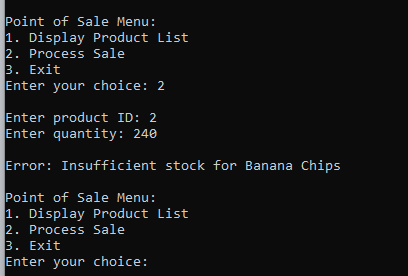 Point of Sale Menu:
1. Display Product List
2. Process Sale
3. Exit
Enter your choice: 2
Enter product ID: 2
Enter quantity: 240
Error: Insufficient stock for Banana Chips
Point of Sale Menu:
1. Display Product List
2. Process Sale
3. Exit
Enter your choice: